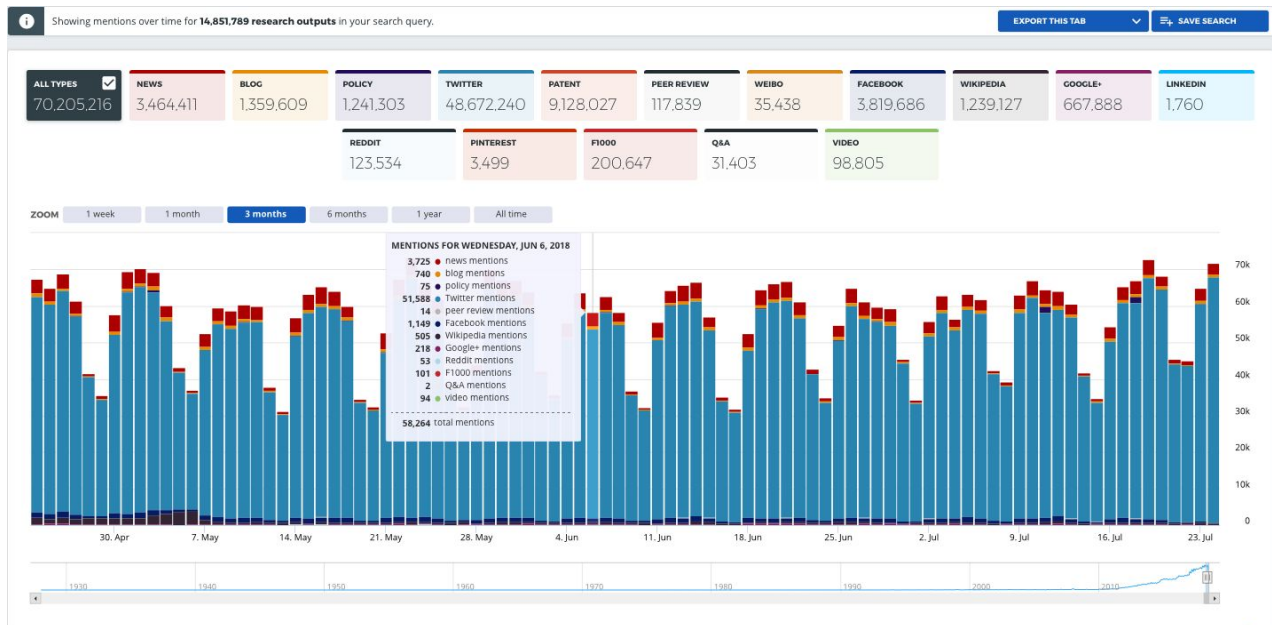 Showing mentions over time for 14,851,789 research outputs in your search query.
EXPORT THIS TAB
SAVE SEARCH
ALL TYPES
70,205,216
NEWS
3,464,411
BLOG
1,359,609
POLICY
1,241,303
TWITTER
48,672,240
PATENT
9,128,027
PEER REVIEW
117,839
WEIBO
35,438
FACEBOOK
3,819,686
WIKIPEDIA
1,239,127
GOOGLE+
667,888
LINKEDIN
1,760
REDDIT
123,534
PINTEREST
3,499
F1000
200,647
Q&A
31,403
VIDEO
98,805
ZOOM 1 week 1 month 3 months 6 months 1 year All time
MENTIONS FOR WEDNESDAY, JUN 6, 2018
3,725 news mentions
740 blog mentions
75 policy mentions
51,588 Twitter mentions
14 peer review mentions
1,149 Facebook mentions
505 Wikipedia mentions
218 Google+ mentions
53 Reddit mentions
101 F1000 mentions
2 Q&A mentions
94 video mentions
58,264 total mentions
70k
60k
50k
40k
30k
20k
10k
0
30. Apr 7. May 14. May 21. May 28. May 4. Jun 11. Jun 18. Jun 25. Jun 2. Jul 9. Jul 16. Jul 23. Jul
1930 1940 1950 1960 1970 1980 1990 2000 2010